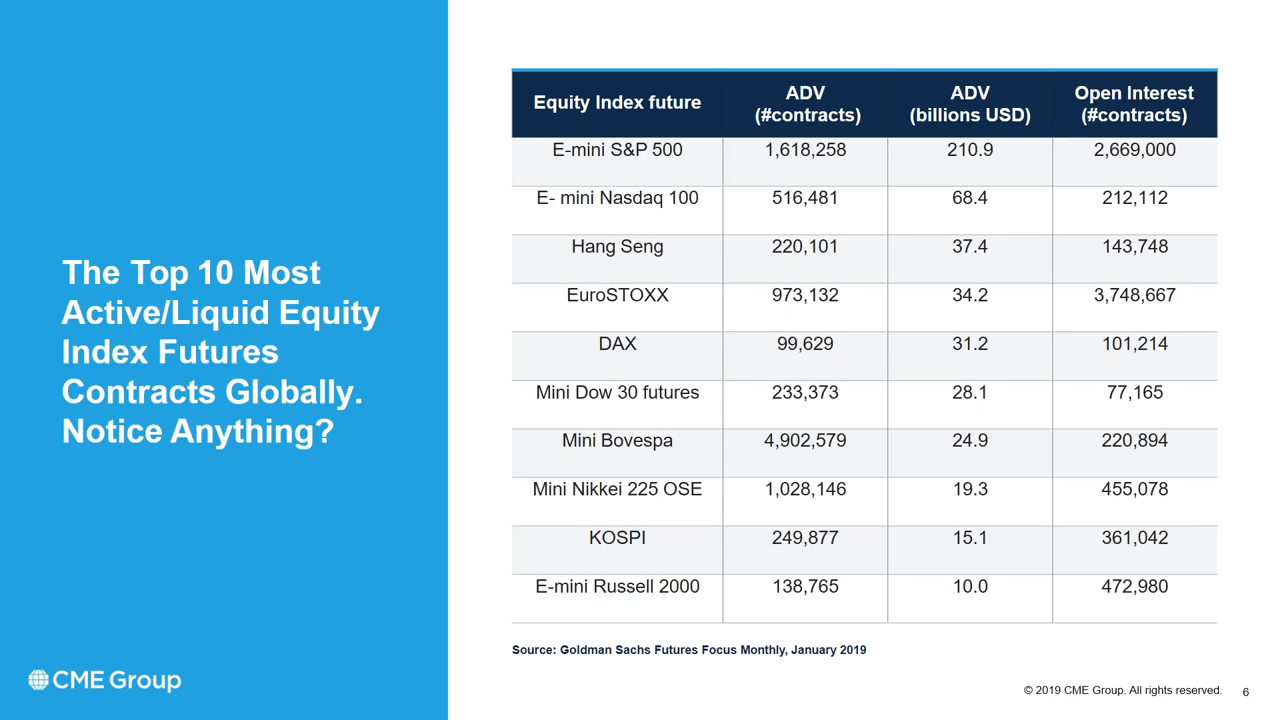 The Top 10 Most
Active/Liquid Equity
Index Futures
Contracts Globally.
Notice Anything?
CME Group
Equity Index future ADV (#contracts) ADV (billions USD) Open Interest (#contracts)
E-mini S&P 500 1,618,258 210.9 2,669,000
E- mini Nasdaq 100 516,481 68.4 212,112
Hang Seng 220,101 37.4 143,748
EuroSTOXX 973,132 34.2 3,748,667
DAX 99,629 31.2 101,214
Mini Dow 30 futures 233,373 28.1 77,165
Mini Bovespa 4,902,579 24.9 220,894
Mini Nikkei 225 OSE 1,028,146 19.3 455,078
KOSPI 249,877 15.1 361,042
E-mini Russell 2000 138,765 10.0 472,980
Source: Goldman Sachs Futures Focus Monthly, January 2019
© 2019 CME Group. All rights reserved. 6